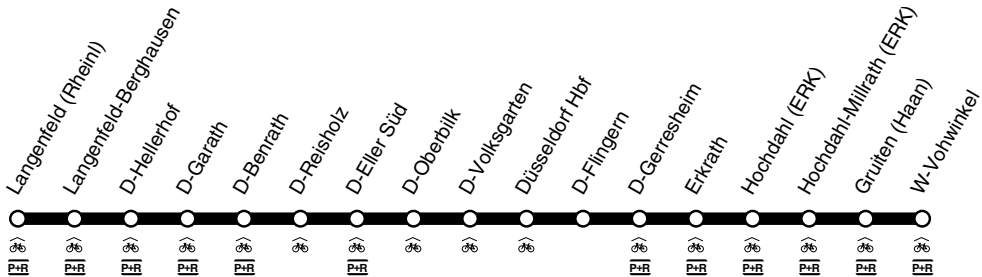 Langenfeld (Rheinl)
Langenfeld-Berghausen
D-Hellerhof
D-Garath
D-Benrath
D-Reisholz
D-Eller Süd
D-Oberbilk
D-Volksgarten
Düsseldorf Hbf
D-Flingern
D-Gerresheim
Erkrath
Hochdahl (ERK)
Hochdahl-Millrath (ERK)
Gruiten (Haan)
W-Vohwinkel
P+R P+R P+R P+R P+R P+R P+R P+R P+R P+R P+R P+R